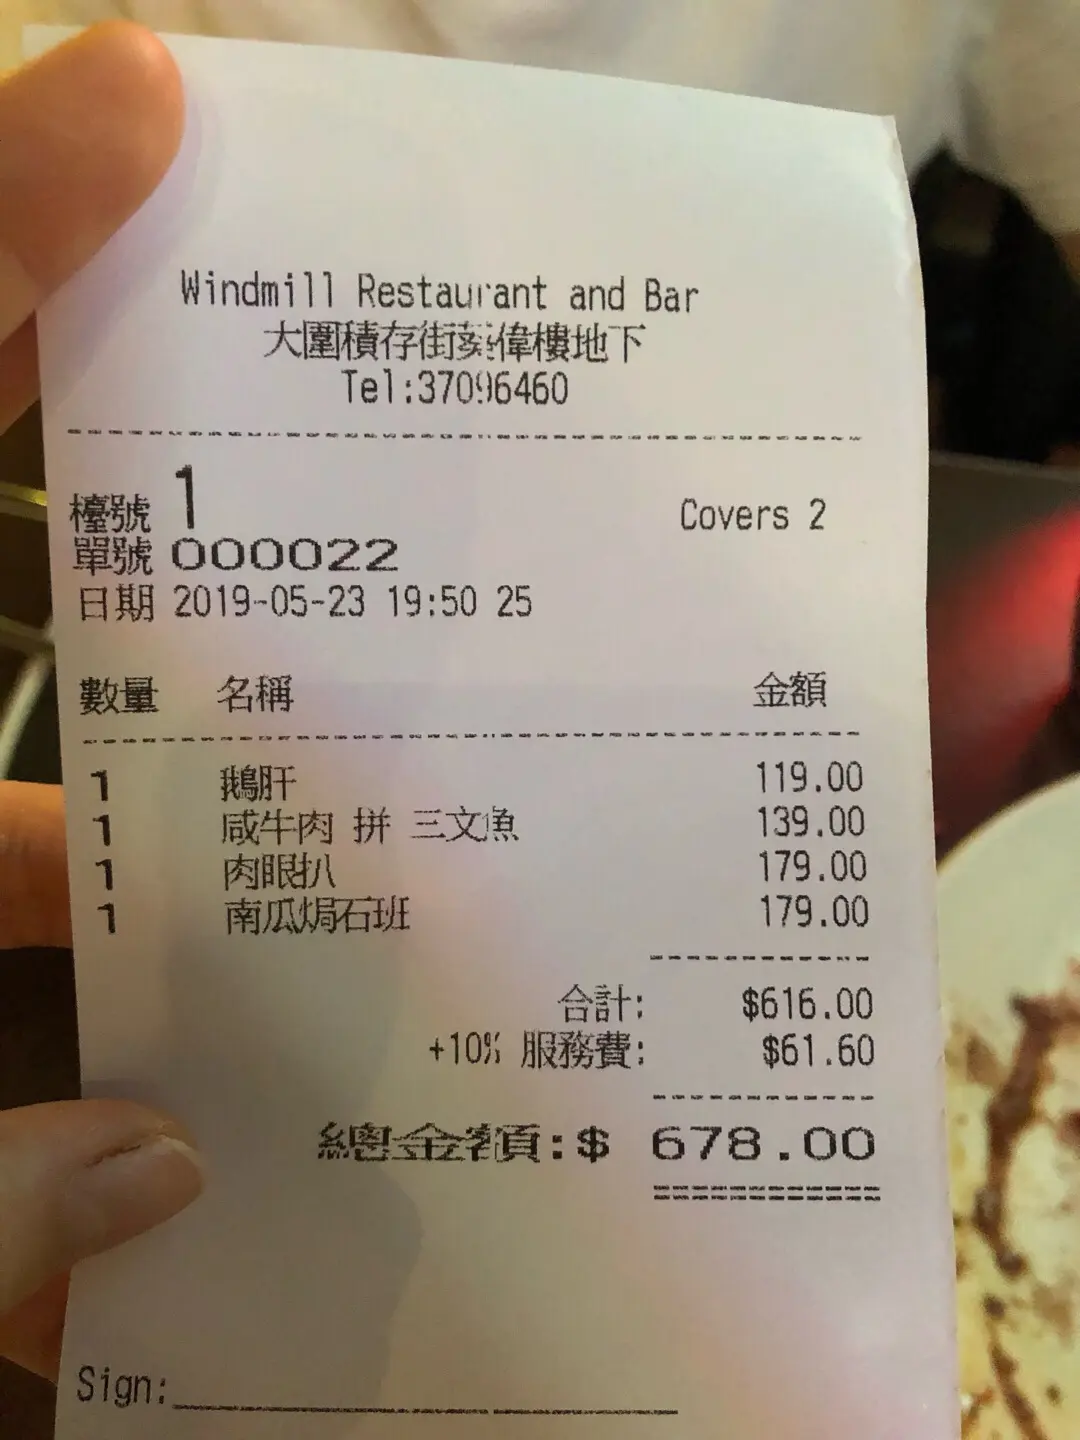 Windmill Restaurant and Bar
大圍積存街葵偉樓地下
Tel:37096460
檯號 1
Covers 2
單號 000022
日期 2019-05-23 19:50 25
數量 名稱 金額
1 鵝肝 119.00
1 咸牛肉 拼 三文魚 139.00
1 肉眼扒 179.00
1 南瓜焗石班 179.00
合計: $616.00
+10% 服務費: $61.60
總金額:$ 678.00
Sign: